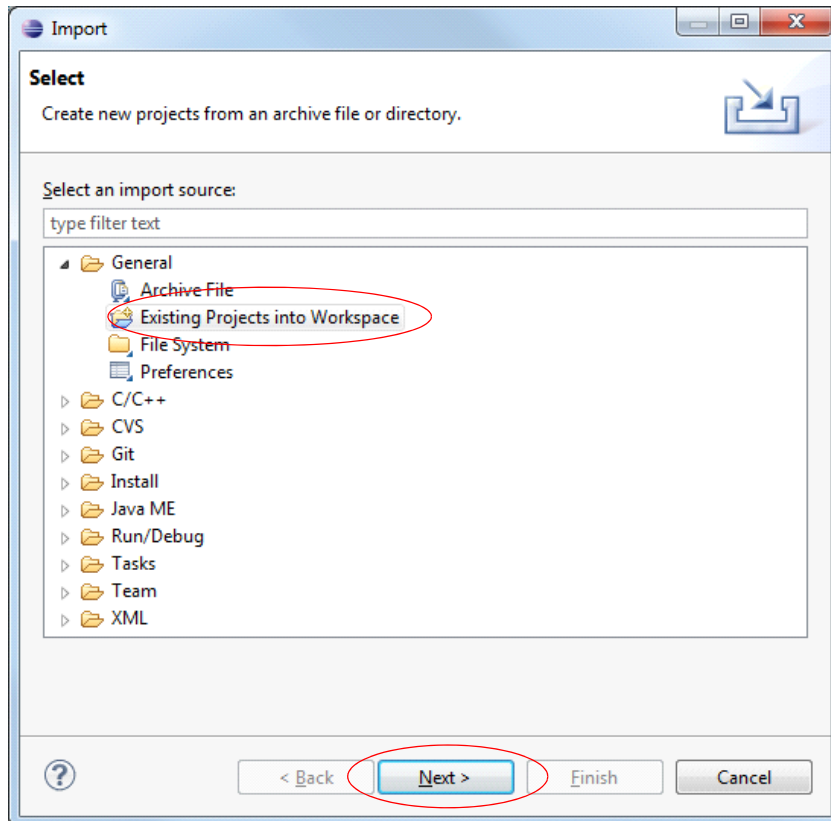 Import
Select
Create new projects from an archive file or directory.
Select an import source:
type filter text
General
Archive File
Existing Projects into Workspace
File System
Preferences
C/C++
CVS
Git
Install
Java ME
Run/Debug
Tasks
Team
XML
? < Back Next > Finish Cancel